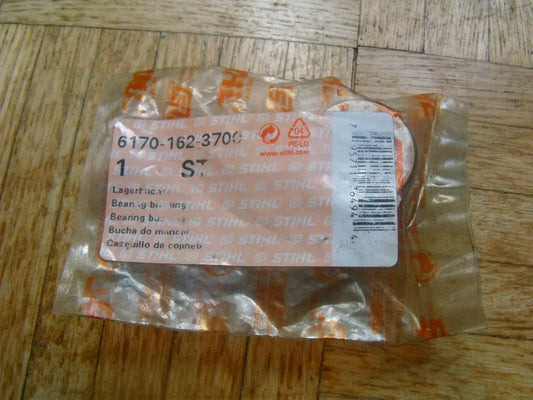 6170-162-3700
1 ST
04
PE-LD
www.stihl.com
Lagerbuchse
Bearing bushing
Bearing bushing
Bucha do mancal
Casquillo de cojinete
STIHL